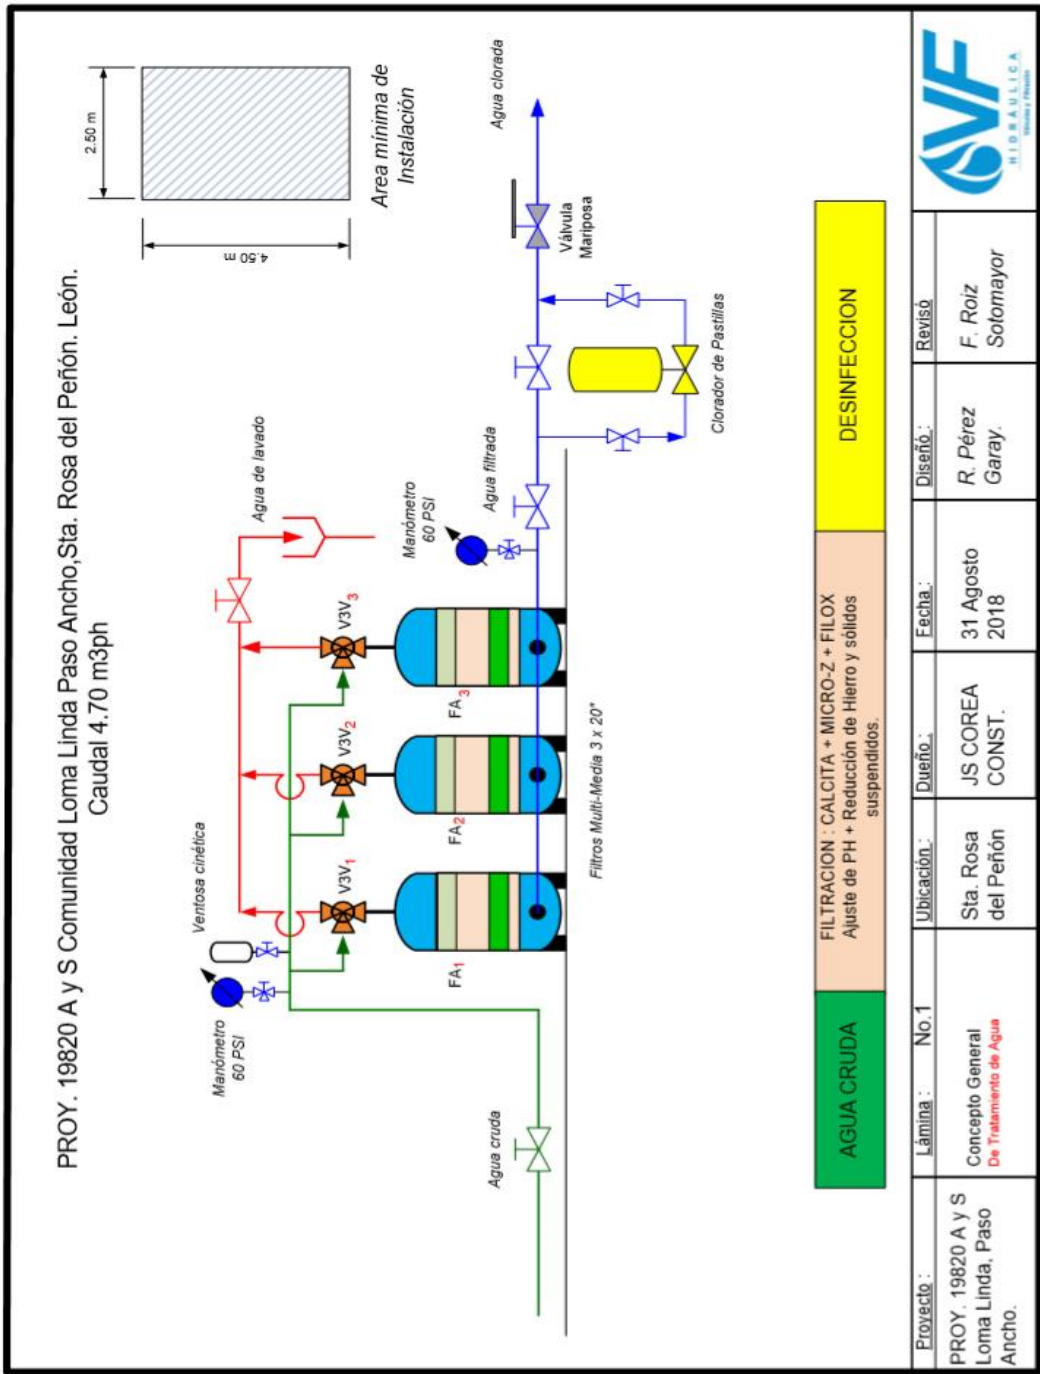 PROY. 19820 A y S Comunidad Loma Linda Paso Ancho,Sta. Rosa del Peñón. León.
Caudal 4.70 m3ph
2.50 m
4.50 m
Area mínima de
Instalación
Ventosa cinética
Manómetro
60 PSI
Agua de lavado
V3V1
V3V2
V3V3
Manómetro
60 PSI
FA1
FA2
FA3
Agua cruda
Agua filtrada
Válvula
Mariposa
Agua clorada
Filtros Multi-Media 3 x 20"
Clorador de Pastillas
AGUA CRUDA
FILTRACION : CALCITA + MICRO-Z + FILOX
Ajuste de PH + Reducción de Hierro y sólidos
suspendidos.
DESINFECCION
Proyecto :
PROY. 19820 A y S
Loma Linda, Paso
Ancho.
Lámina : No.1
Concepto General
De Tratamiento de Agua
Ubicación :
Sta. Rosa
del Peñón
Dueño :
JS COREA
CONST.
Fecha :
31 Agosto
2018
Diseñó :
R. Pérez
Garay.
Revisó
F. Roiz
Sotomayor
VF
HIDRÁULICA
Válvulas y Filtración